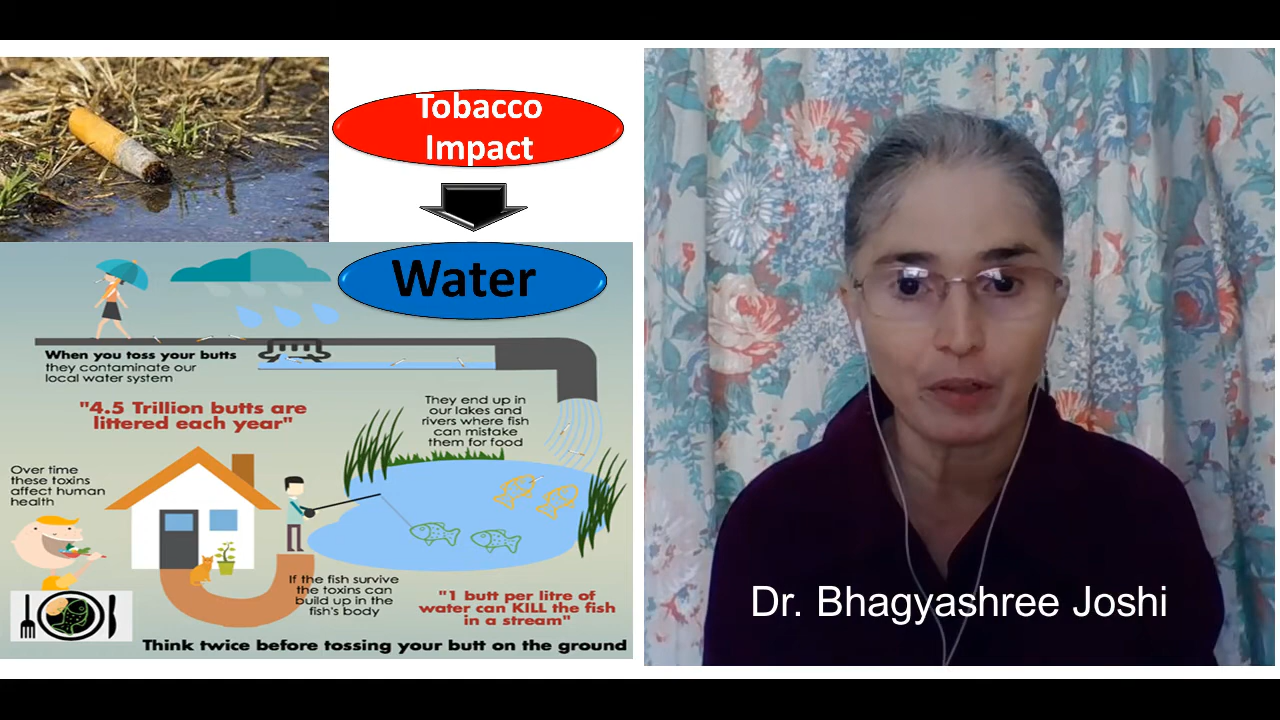 Tobacco
Impact
Water
When you toss your butts
they contaminate our
local water system
"4.5 Trillion butts are
littered each year"
They end up in
our lakes and
rivers where fish
can mistake
them for food
Over time
these toxins
affect human
health
If the fish survive
the toxins can
build up in the
fish's body
"1 butt per litre of
water can KILL the fish
in a stream"
Think twice before tossing your butt on the ground
Dr. Bhagyashree Joshi